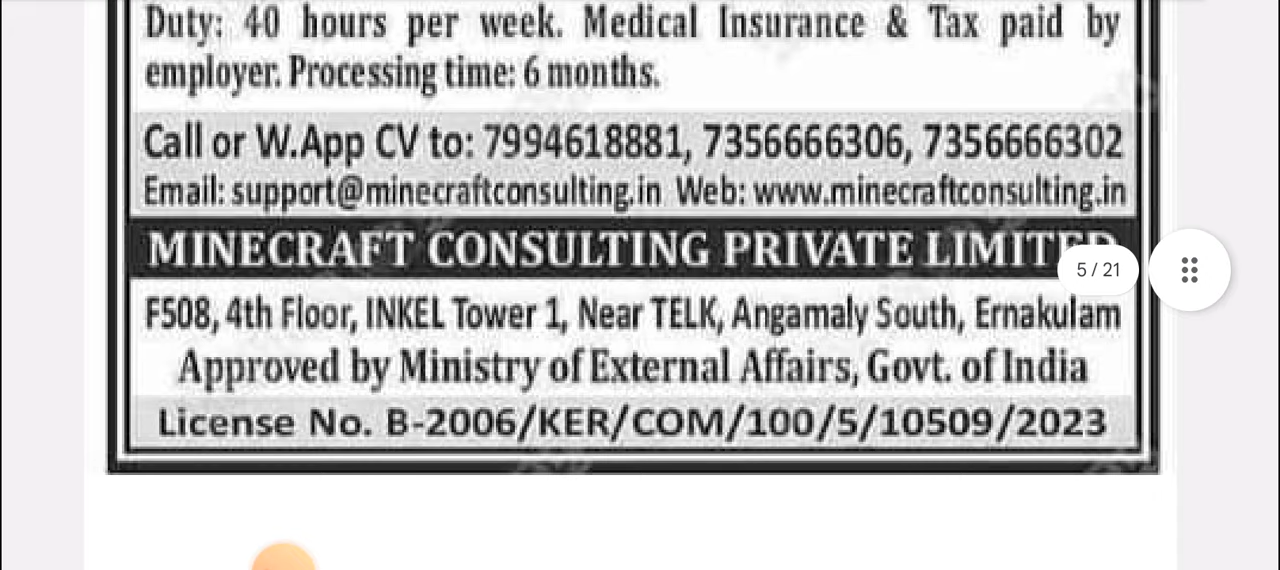 Duty: 40 hours per week. Medical Insurance & Tax paid by
employer. Processing time: 6 months.
Call or W.App CV to: 7994618881, 7356666306, 7356666302
Email: support@minecraftconsulting.in Web: www.minecraftconsulting.in
MINECRAFT CONSULTING PRIVATE LIMITED
5 / 21
F508, 4th Floor, INKEL Tower 1, Near TELK, Angamaly South, Ernakulam
Approved by Ministry of External Affairs, Govt. of India
License No. B-2006/KER/COM/100/5/10509/2023